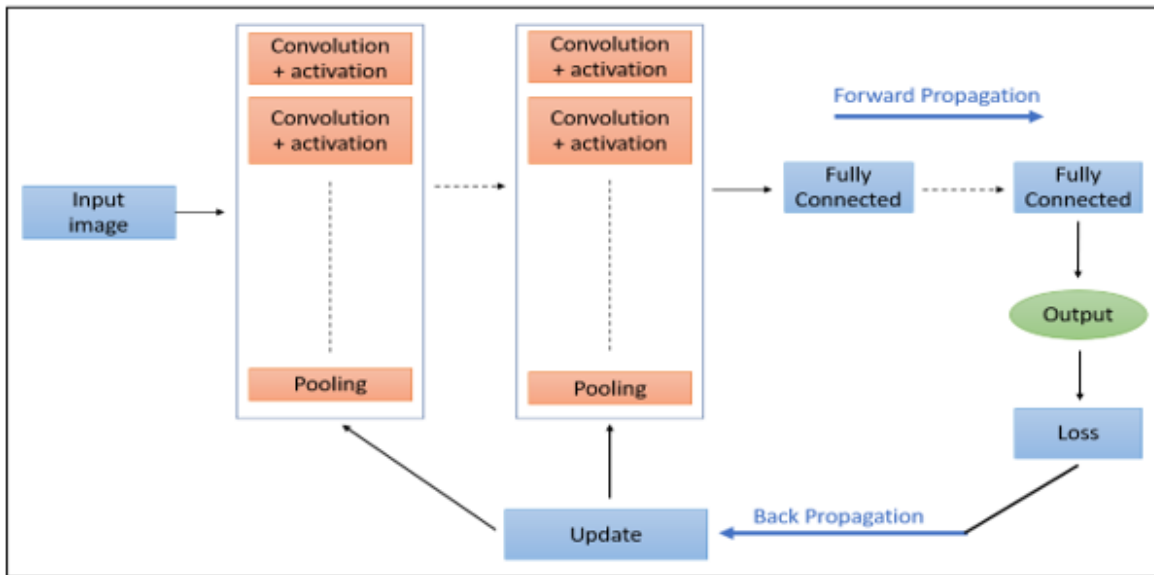 Input
image
Convolution
+ activation
Convolution
+ activation
Pooling
Convolution
+ activation
Convolution
+ activation
Pooling
Forward Propagation
Fully
Connected
Fully
Connected
Output
Loss
Back Propagation
Update